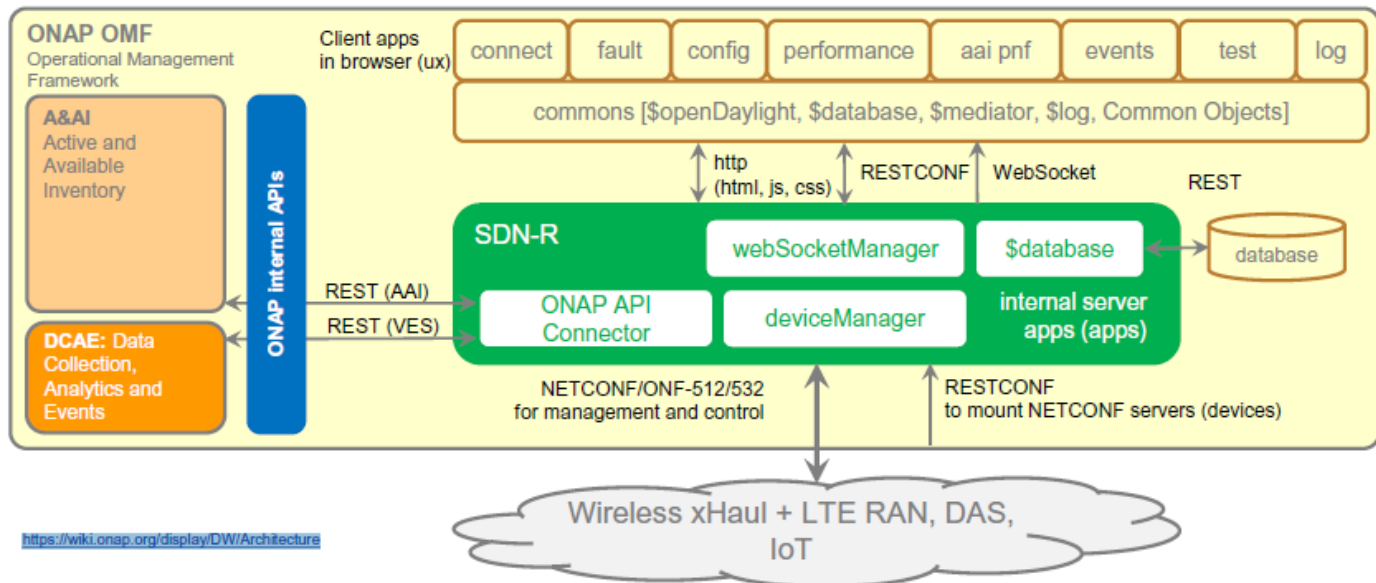 ONAP OMF
Operational Management
Framework
Client apps
in browser (ux)
connect
fault
config
performance
aai pnf
events
test
log
commons [$openDaylight, $database, $mediator, $log, Common Objects]
A&AI
Active and
Available
Inventory
ONAP internal APIs
http
(html, js, css)
RESTCONF
WebSocket
REST
SDN-R
webSocketManager
$database
database
REST (AAI)
REST (VES)
ONAP API
Connector
deviceManager
internal server
apps (apps)
DCAE: Data
Collection,
Analytics and
Events
NETCONF/ONF-512/532
for management and control
RESTCONF
to mount NETCONF servers (devices)
Wireless xHaul + LTE RAN, DAS,
IoT
https://wiki.onap.org/display/DW/Architecture